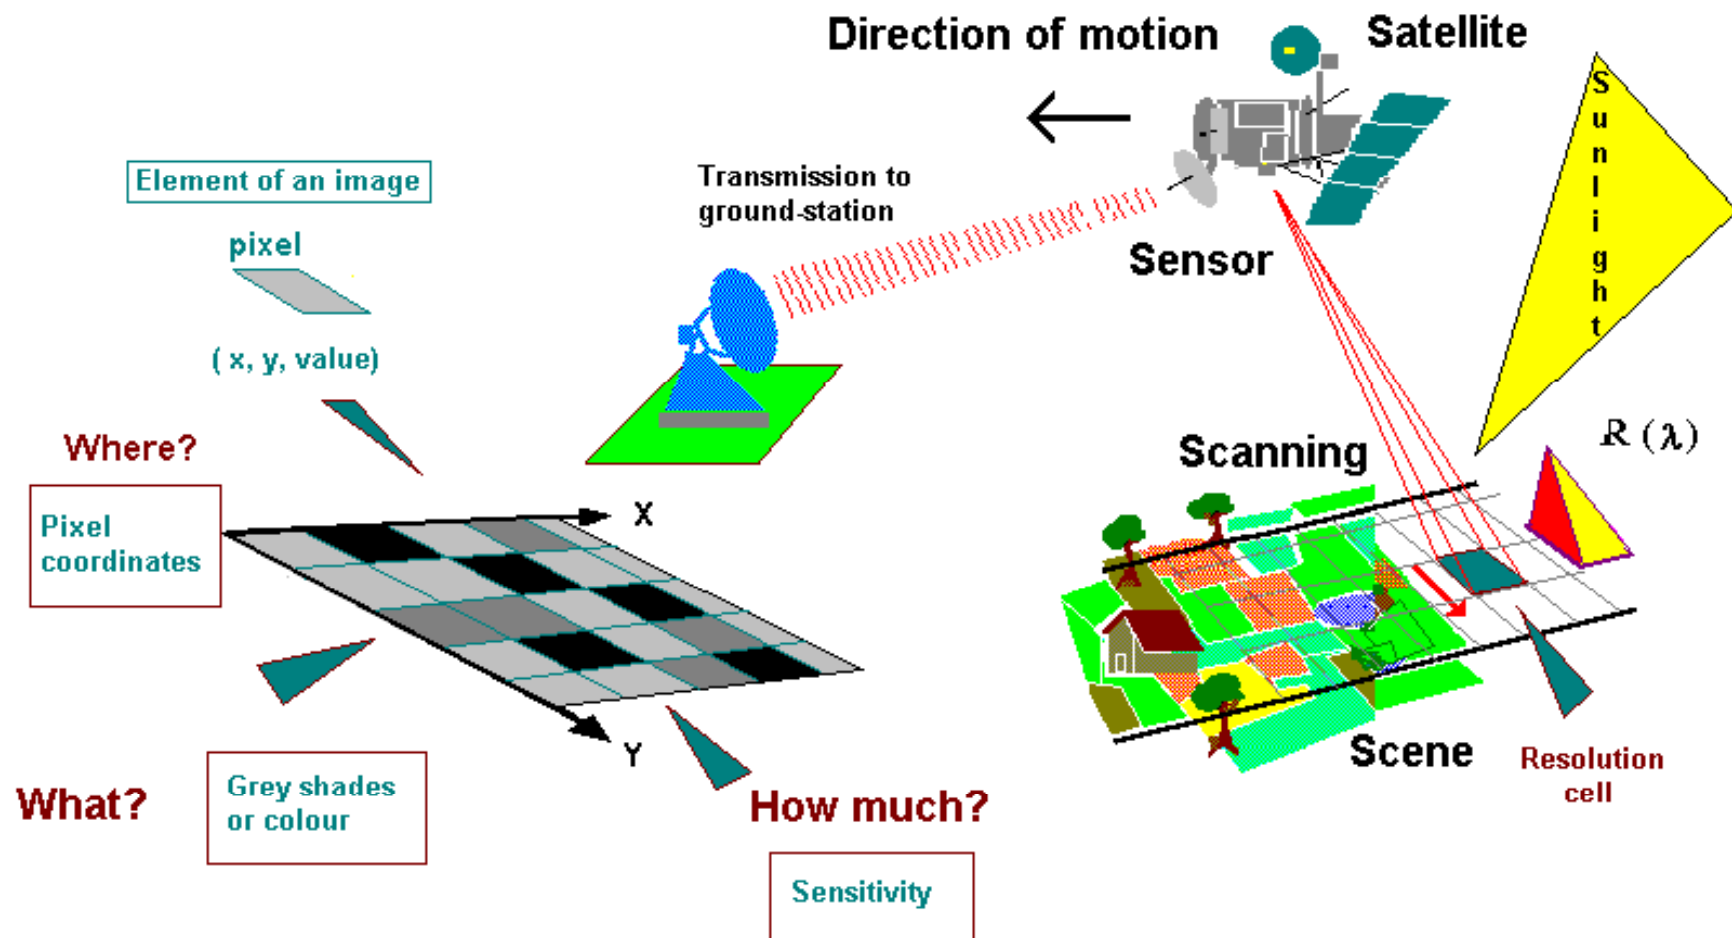 Direction of motion
Satellite
Sunlight
Element of an image
Transmission to
ground-station
pixel
Sensor
( x, y, value)
Where?
Scanning
R (λ)
Pixel
coordinates
X
Y
What?
Grey shades
or colour
How much?
Sensitivity
Scene
Resolution
cell